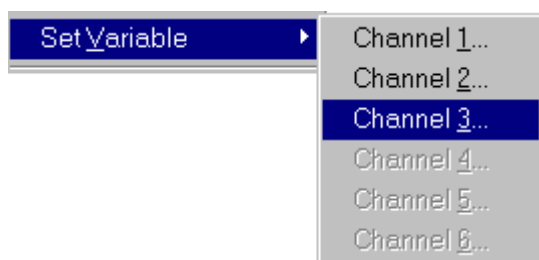 Set Variable
Channel 1...
Channel 2...
Channel 3...
Channel 4...
Channel 5...
Channel 6...